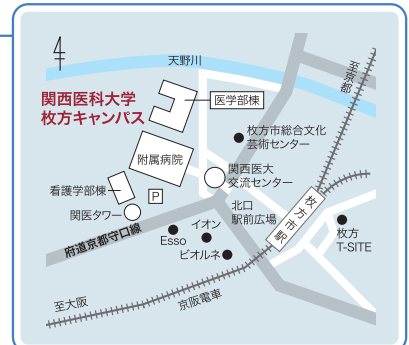 天野川
至京都
関西医科大学
枚方キャンパス
医学部棟
枚方市総合文化
芸術センター
附属病院
関西医大
交流センター
看護学部棟
P
関医タワー
北口
駅前広場
枚方市駅
府道京都守口線
Esso
イオン
ビオルネ
枚方
T-SITE
至大阪
京阪電車